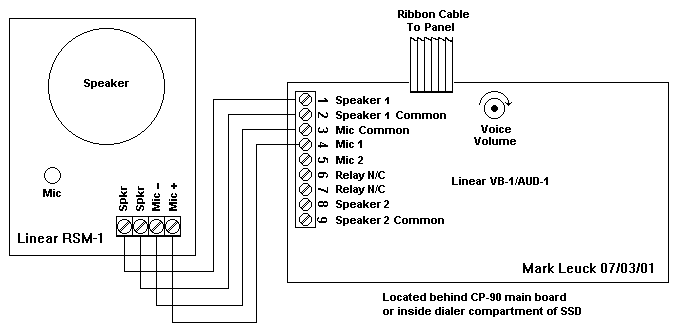 Ribbon Cable
To Panel
Speaker
Mic
Spkr
Spkr
Mic –
Mic +
Linear RSM-1
1 Speaker 1
2 Speaker 1 Common
3 Mic Common
4 Mic 1
5 Mic 2
6 Relay N/C
7 Relay N/C
8 Speaker 2
9 Speaker 2 Common
Voice
Volume
Linear VB-1/AUD-1
Mark Leuck 07/03/01
Located behind CP-90 main board
or inside dialer compartment of SSD